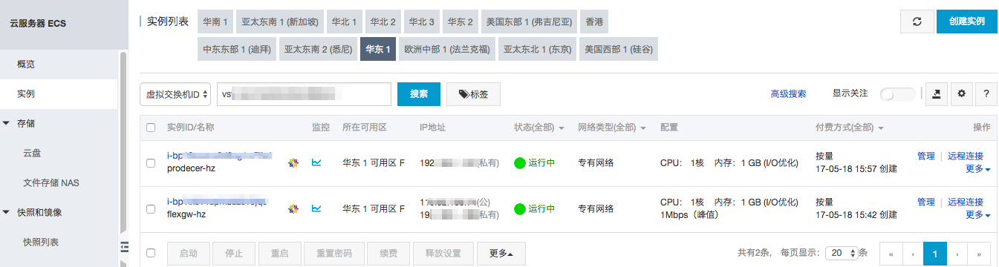 云服务器 ECS
概览
实例
存储
云盘
文件存储 NAS
快照和镜像
快照列表
实例列表
华南 1 亚太东南 1 (新加坡) 华北 1 华北 2 华北 3 华东 2 美国东部 1 (弗吉尼亚) 香港
中东东部 1 (迪拜) 亚太东南 2 (悉尼) 华东 1 欧洲中部 1 (法兰克福) 亚太东北 1 (东京) 美国西部 1 (硅谷)
创建实例
虚拟交换机ID vs 搜索 标签 高级搜索 显示关注 ?
实例ID/名称 监控 所在可用区 IP地址 状态(全部) 网络类型(全部) 配置 付费方式(全部) 操作
i-bp 华东 1 可用区 F 192 (私有) 运行中 专有网络 CPU： 1核 内存：1 GB (I/O优化) 按量 管理 远程连接
prodecer-hz 17-05-18 15:57 创建 更多
i-bp 华东 1 可用区 F (公) 运行中 专有网络 CPU： 1核 内存：1 GB (I/O优化) 按量 管理 远程连接
flexgw-hz 19 (私有) 1Mbps（峰值） 17-05-18 15:42 创建 更多
启动 停止 重启 重置密码 续费 释放设置 更多 共有2条， 每页显示： 20 条 « ‹ 1 › »